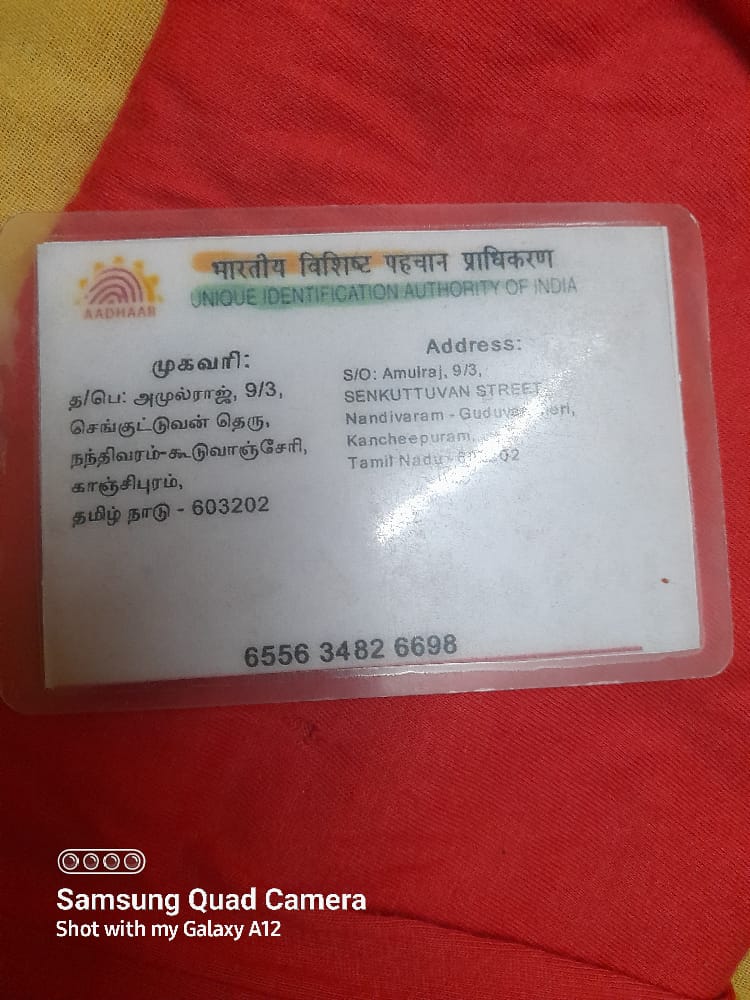 भारतीय विशिष्ट पहचान प्राधिकरण
UNIQUE IDENTIFICATION AUTHORITY OF INDIA
AADHAAR
முகவரி:
த/பெ: அமுல்ராஜ், 9/3,
செங்குட்டுவன் தெரு,
நந்திவரம்-கூடுவாஞ்சேரி,
காஞ்சிபுரம்,
தமிழ் நாடு - 603202
Address:
S/O: Amulraj, 9/3,
SENKUTTUVAN STREET
Nandivaram -
Kancheepuram,
Tamil Nadu -
6556 3482 6698
Samsung Quad Camera
Shot with my Galaxy A12